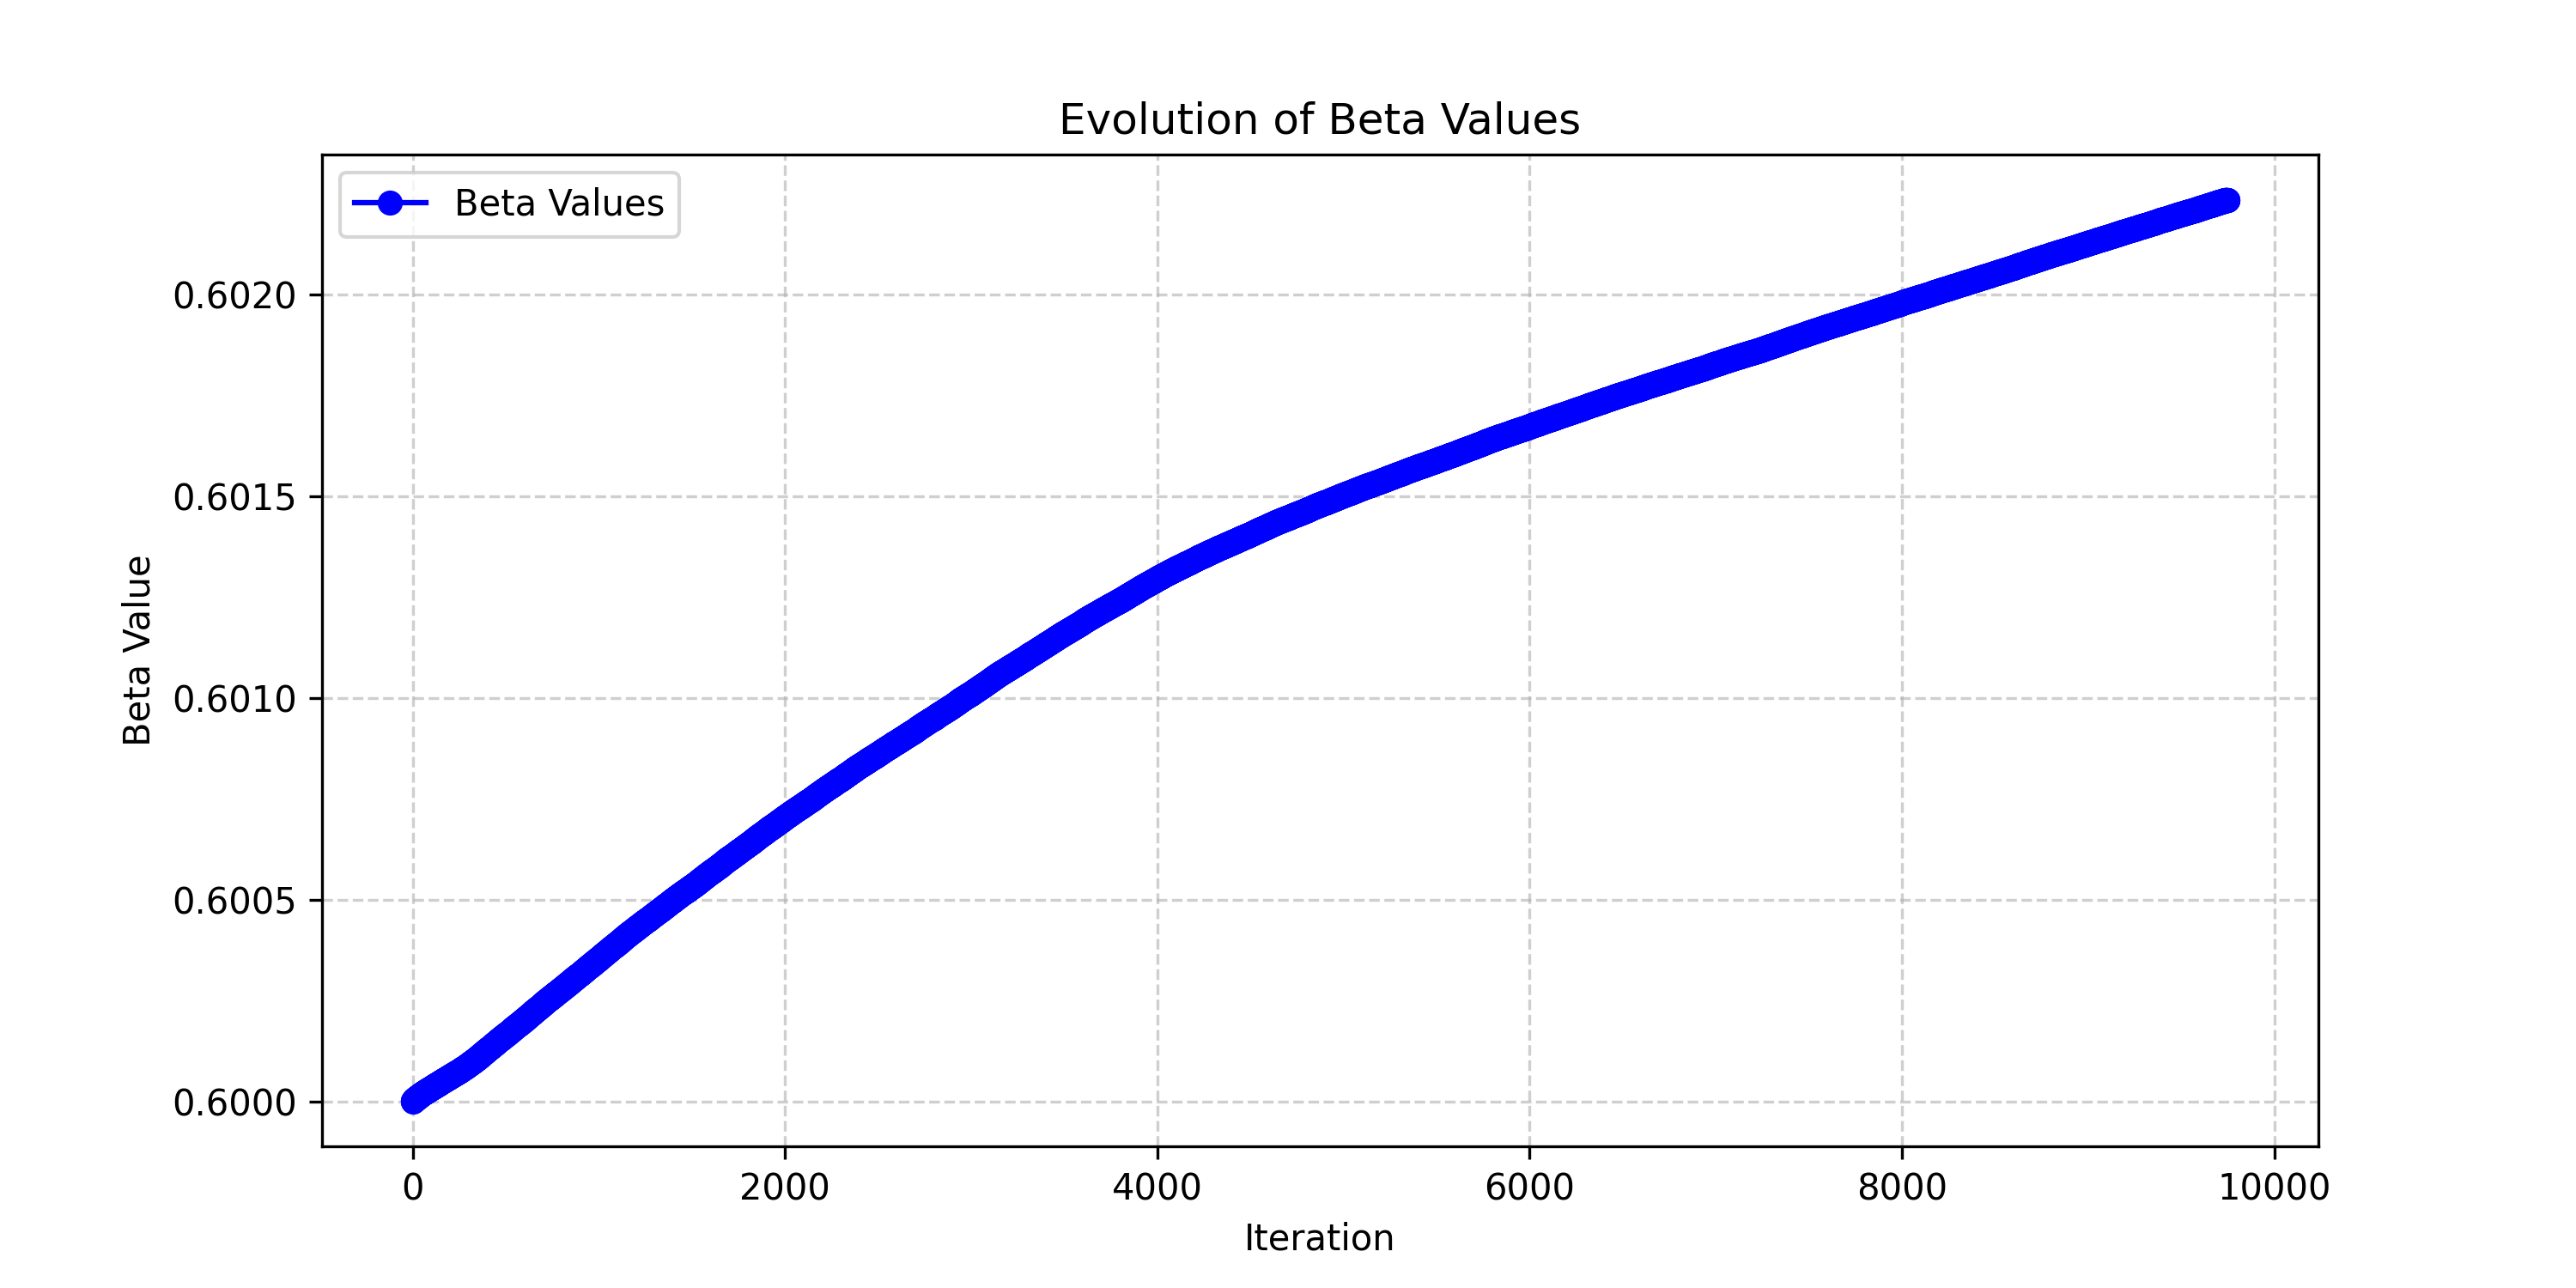 Evolution of Beta Values
Beta Values
Beta Value
0.6020
0.6015
0.6010
0.6005
0.6000
0 2000 4000 6000 8000 10000
Iteration